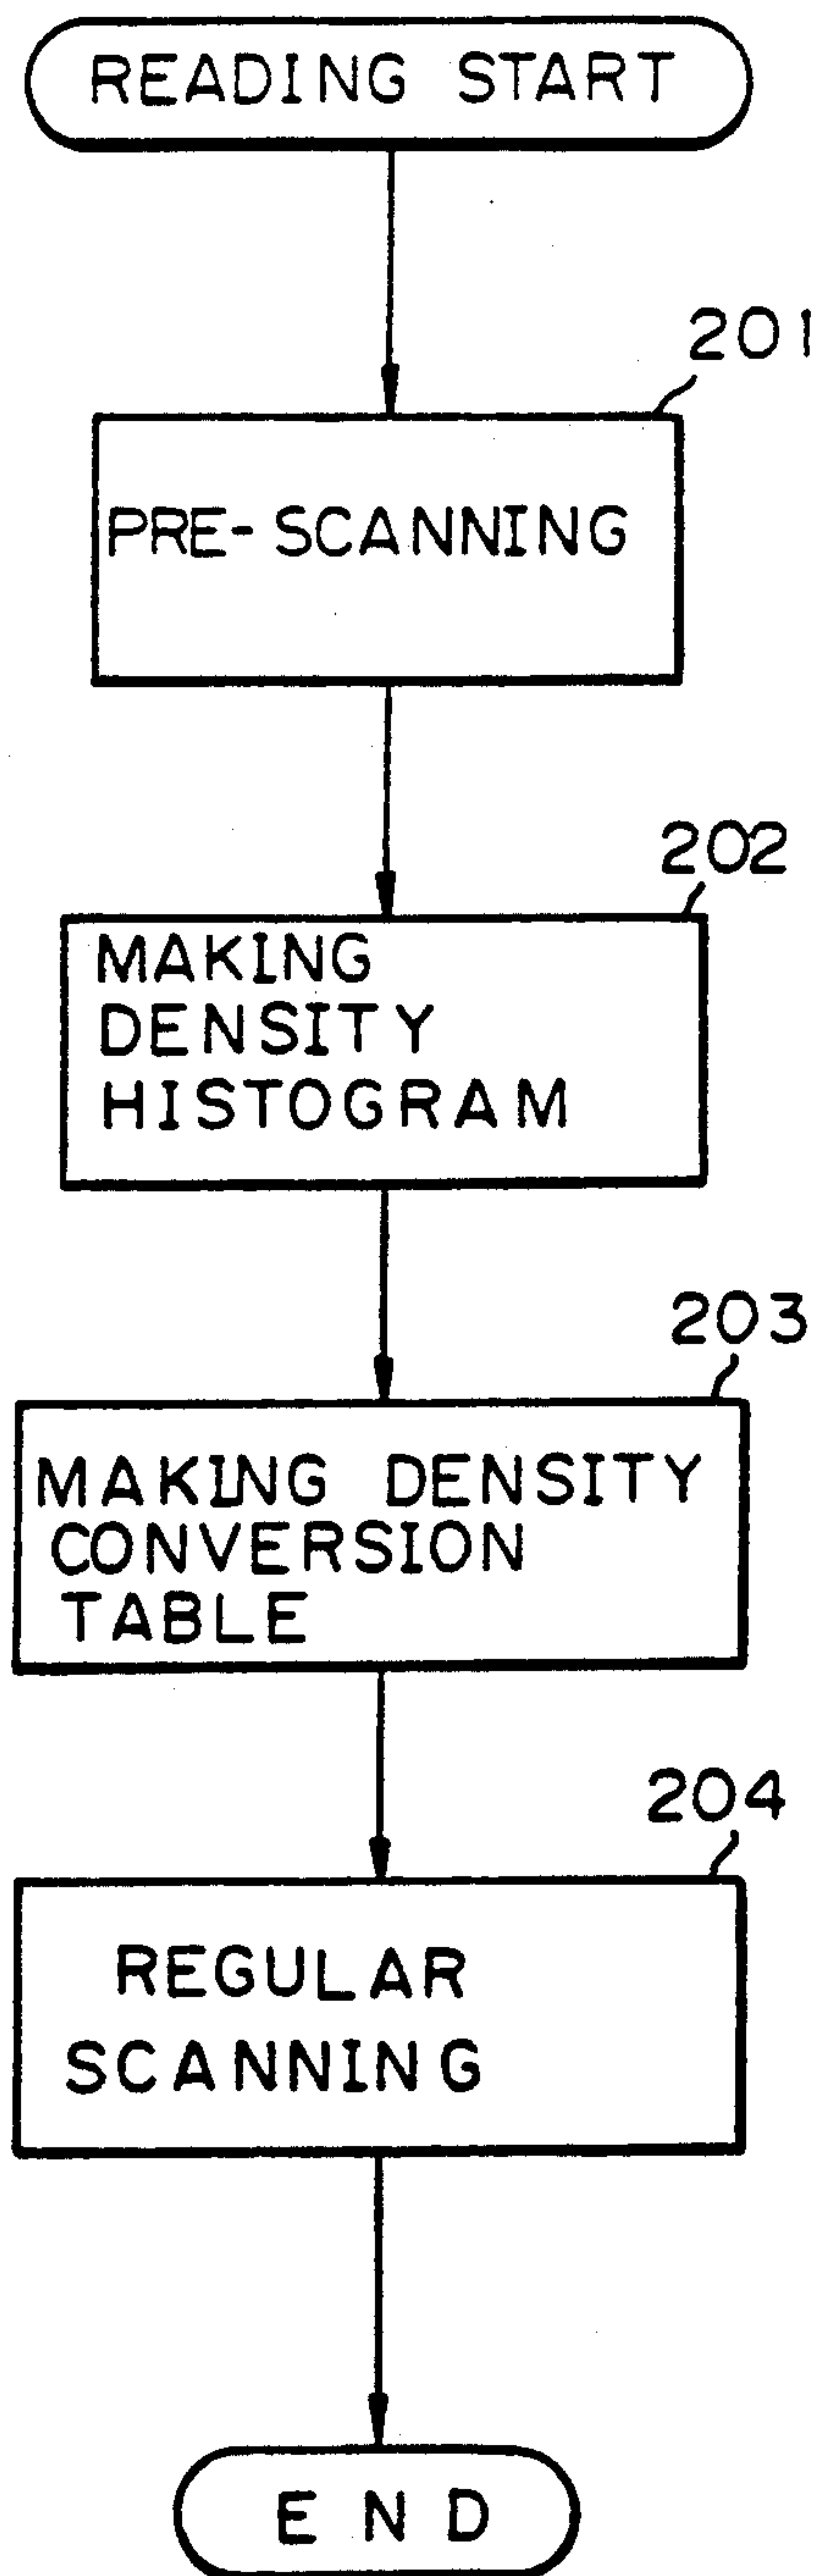 READING START
201
PRE-SCANNING
202
MAKING
DENSITY
HISTOGRAM
203
MAKING DENSITY
CONVERSION
TABLE
204
REGULAR
SCANNING
END